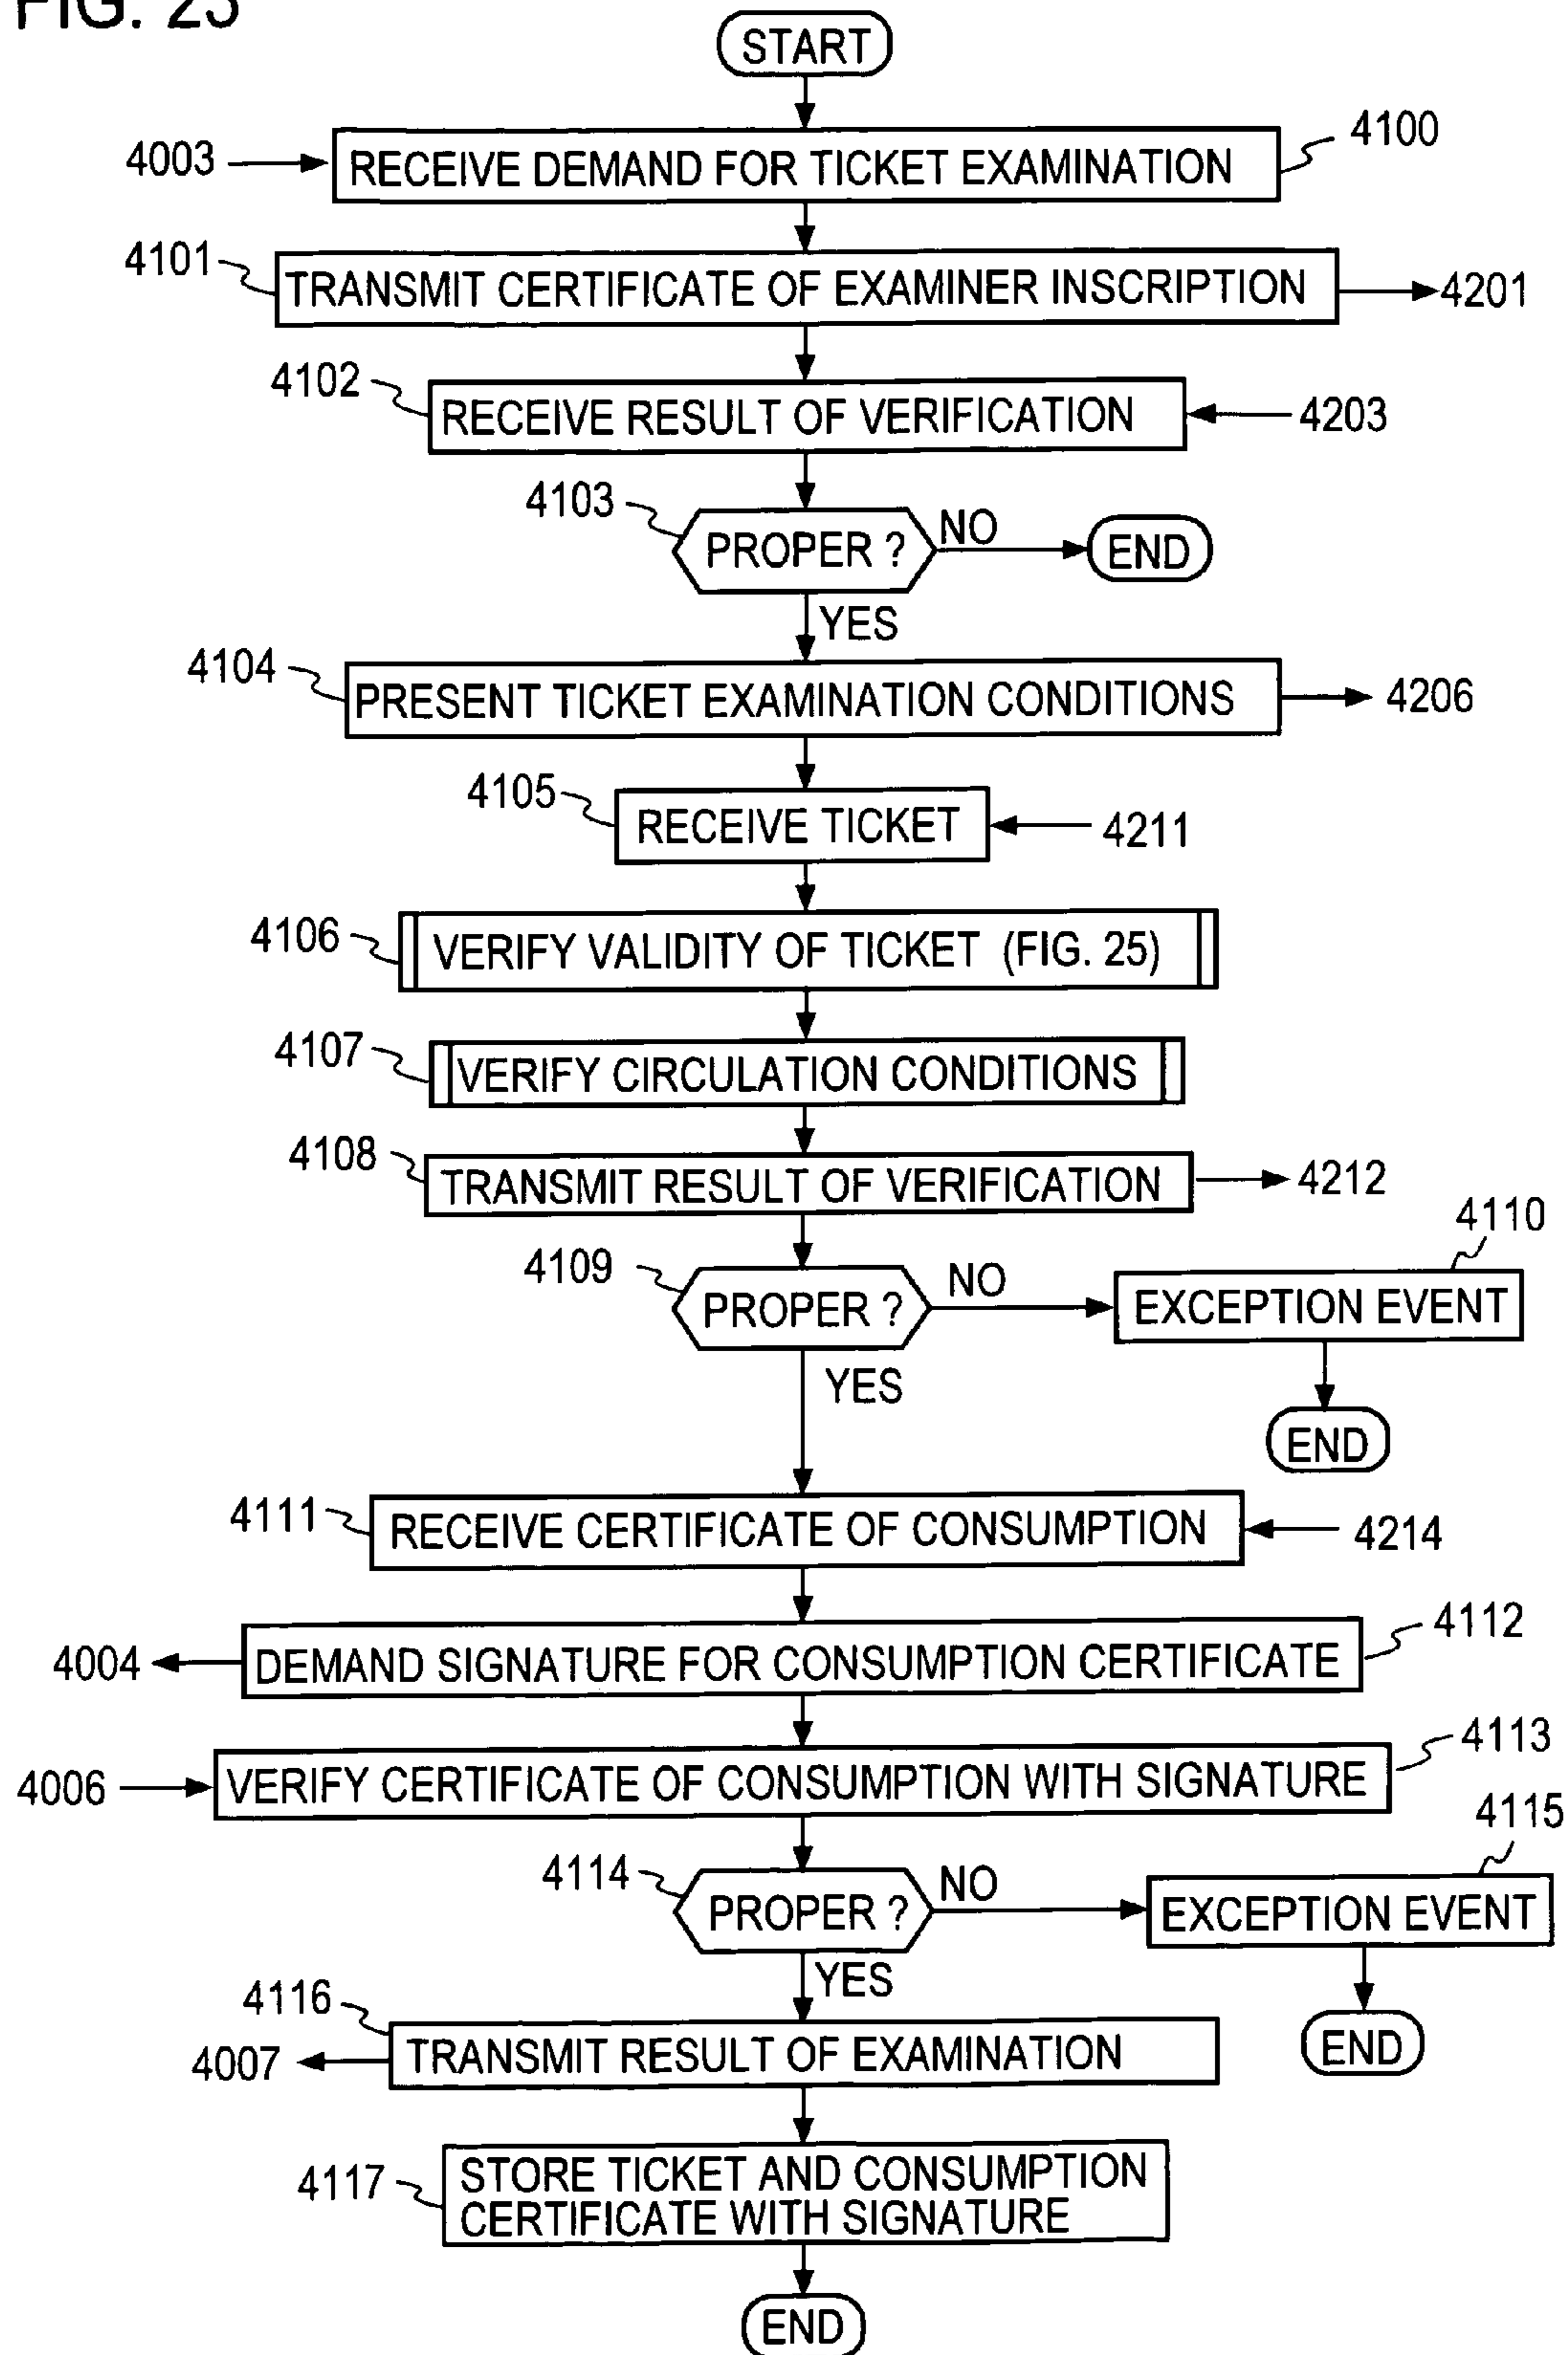 FIG. 23
START
4003
RECEIVE DEMAND FOR TICKET EXAMINATION
4100
4101
TRANSMIT CERTIFICATE OF EXAMINER INSCRIPTION
4201
4102
RECEIVE RESULT OF VERIFICATION
4203
4103
PROPER ?
NO
END
YES
4104
PRESENT TICKET EXAMINATION CONDITIONS
4206
4105
RECEIVE TICKET
4211
4106
VERIFY VALIDITY OF TICKET (FIG. 25)
4107
VERIFY CIRCULATION CONDITIONS
4108
TRANSMIT RESULT OF VERIFICATION
4212
4109
PROPER ?
NO
4110
EXCEPTION EVENT
YES
END
4111
RECEIVE CERTIFICATE OF CONSUMPTION
4214
4004
DEMAND SIGNATURE FOR CONSUMPTION CERTIFICATE
4112
4006
VERIFY CERTIFICATE OF CONSUMPTION WITH SIGNATURE
4113
4114
PROPER ?
NO
4115
EXCEPTION EVENT
YES
END
4116
4007
TRANSMIT RESULT OF EXAMINATION
4117
STORE TICKET AND CONSUMPTION
CERTIFICATE WITH SIGNATURE
END